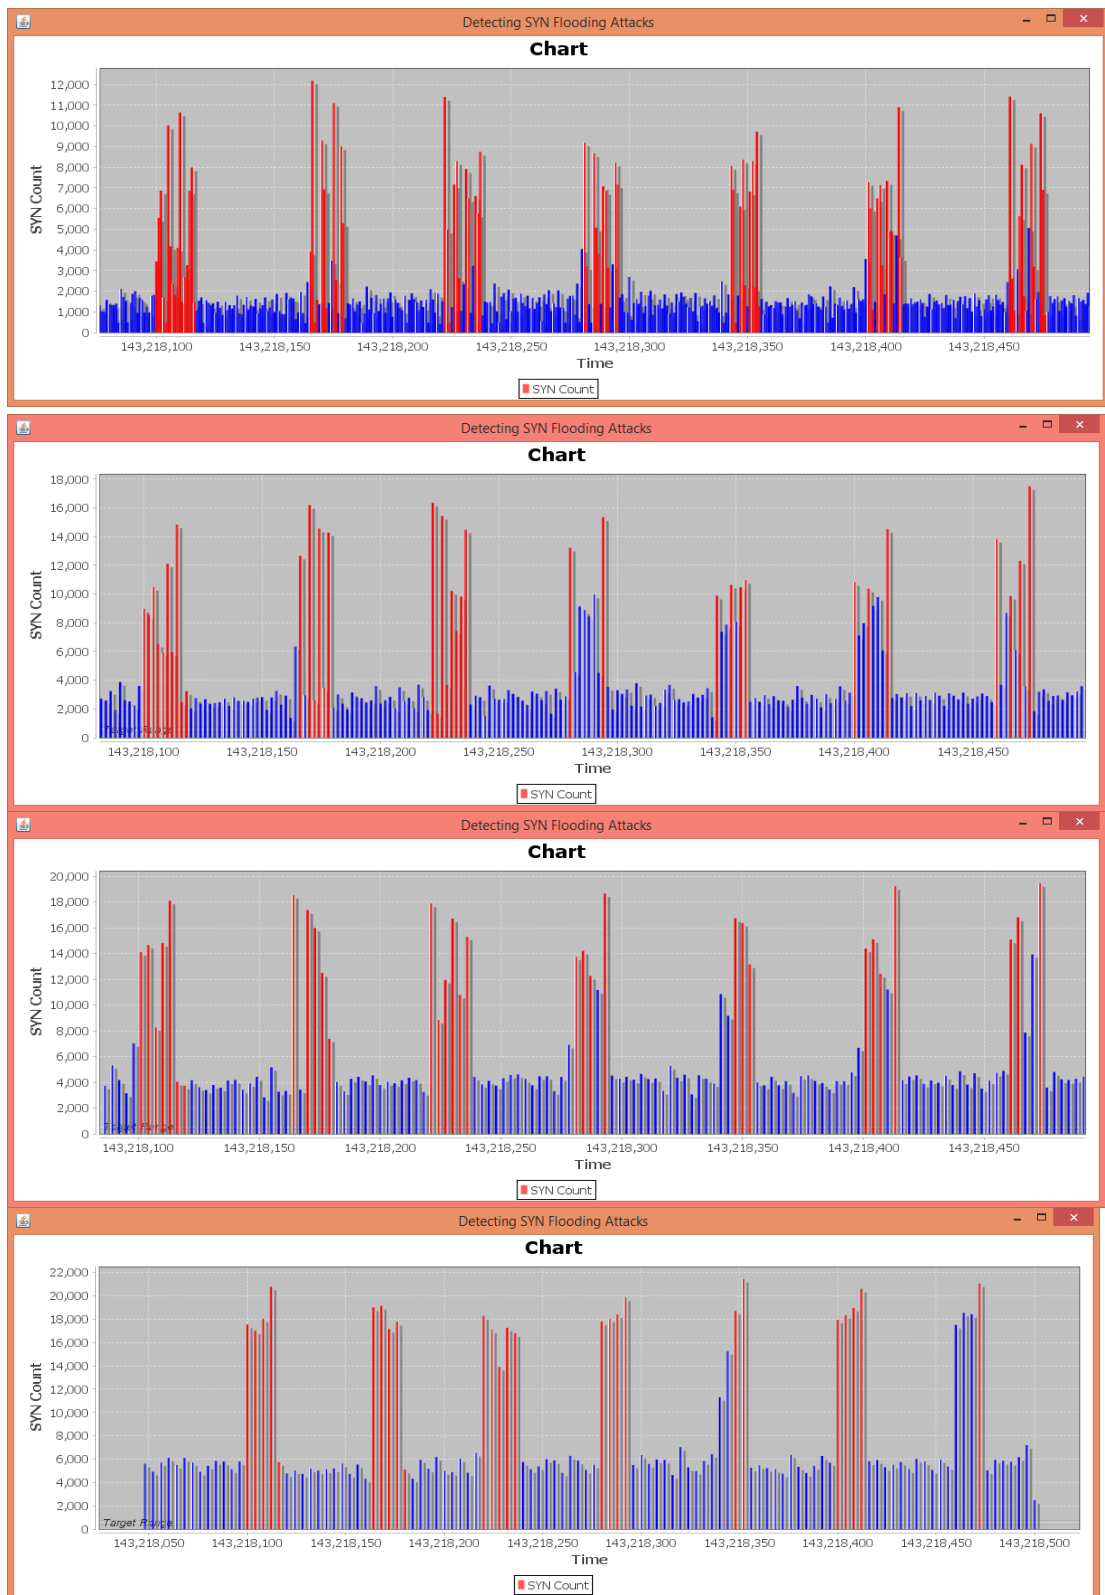 Detecting SYN Flooding Attacks
Chart
12,000
11,000
10,000
9,000
8,000
7,000
6,000
5,000
4,000
3,000
2,000
1,000
0
SYN Count
143,218,100 143,218,150 143,218,200 143,218,250 143,218,300 143,218,350 143,218,400 143,218,450
Time
SYN Count
Detecting SYN Flooding Attacks
Chart
18,000
16,000
14,000
12,000
10,000
8,000
6,000
4,000
2,000
0
SYN Count
Target Range
143,218,100 143,218,150 143,218,200 143,218,250 143,218,300 143,218,350 143,218,400 143,218,450
Time
SYN Count
Detecting SYN Flooding Attacks
Chart
20,000
18,000
16,000
14,000
12,000
10,000
8,000
6,000
4,000
2,000
0
SYN Count
Target Range
143,218,100 143,218,150 143,218,200 143,218,250 143,218,300 143,218,350 143,218,400 143,218,450
Time
SYN Count
Detecting SYN Flooding Attacks
Chart
22,000
20,000
18,000
16,000
14,000
12,000
10,000
8,000
6,000
4,000
2,000
0
SYN Count
Target Range
143,218,050 143,218,100 143,218,150 143,218,200 143,218,250 143,218,300 143,218,350 143,218,400 143,218,450 143,218,500
Time
SYN Count